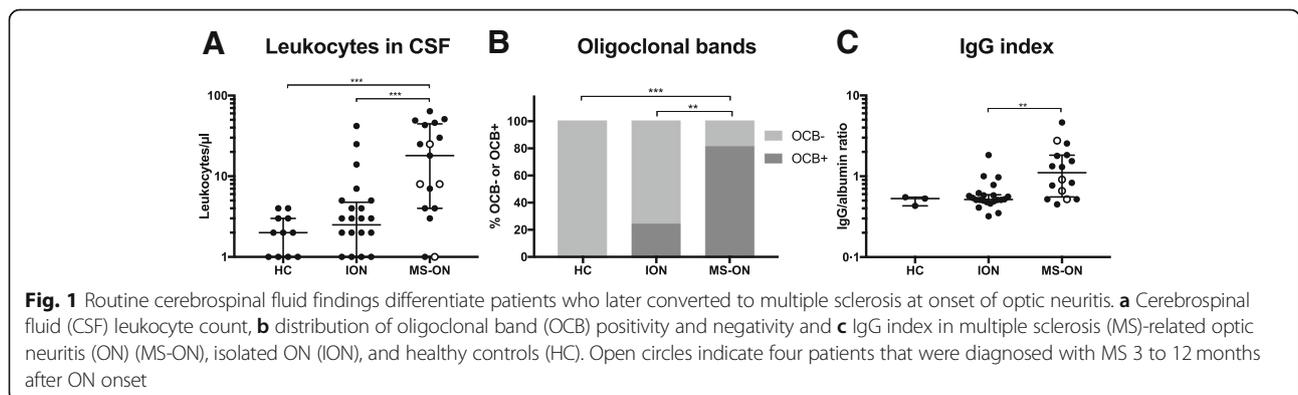 A Leukocytes in CSF
Leukocytes/µl
100
10
1
***
***
HC ION MS-ON
B Oligoclonal bands
% OCB- or OCB+
100
80
60
40
20
0
***
**
HC ION MS-ON
OCB-
OCB+
C IgG index
IgG/albumin ratio
10
1
0·1
**
HC ION MS-ON
Fig. 1 Routine cerebrospinal fluid findings differentiate patients who later converted to multiple sclerosis at onset of optic neuritis. a Cerebrospinal
fluid (CSF) leukocyte count, b distribution of oligoclonal band (OCB) positivity and negativity and c IgG index in multiple sclerosis (MS)-related optic
neuritis (ON) (MS-ON), isolated ON (ION), and healthy controls (HC). Open circles indicate four patients that were diagnosed with MS 3 to 12 months
after ON onset